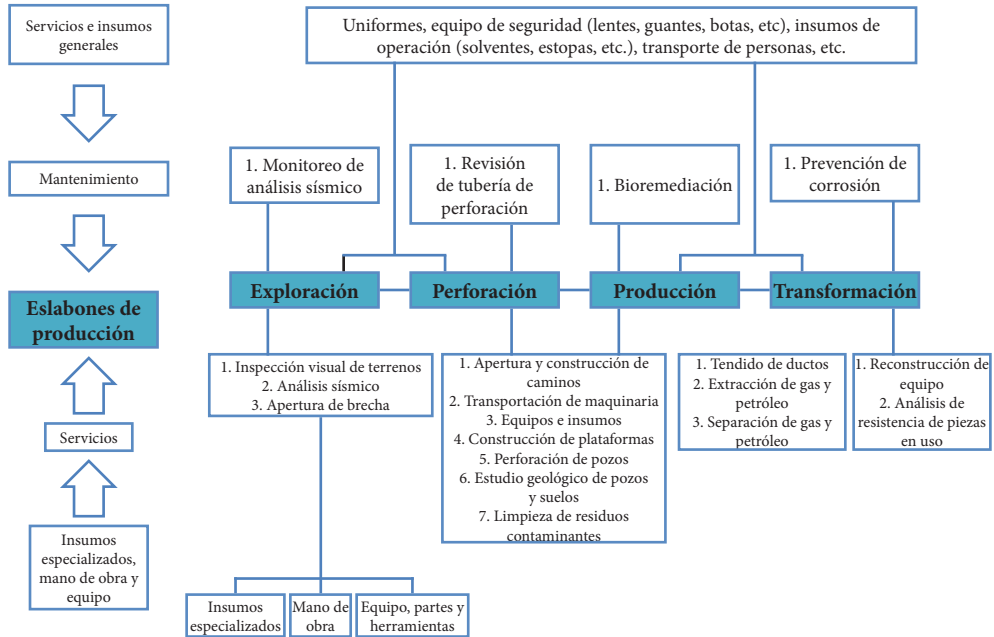 Servicios e insumos
generales
Uniformes, equipo de seguridad (lentes, guantes, botas, etc), insumos de
operación (solventes, estopas, etc.), transporte de personas, etc.
Mantenimiento
1. Monitoreo de
análisis sísmico
1. Revisión
de tubería de
perforación
1. Bioremediación
1. Prevención de
corrosión
Eslabones de
producción
Exploración
Perforación
Producción
Transformación
Servicios
1. Inspección visual de terrenos
2. Análisis sísmico
3. Apertura de brecha
1. Apertura y construcción de
caminos
2. Transportación de maquinaria
3. Equipos e insumos
4. Construcción de plataformas
5. Perforación de pozos
6. Estudio geológico de pozos
y suelos
7. Limpieza de residuos
contaminantes
1. Tendido de ductos
2. Extracción de gas y
petróleo
3. Separación de gas y
petróleo
1. Reconstrucción de
equipo
2. Análisis de
resistencia de piezas
en uso
Insumos
especializados,
mano de obra y
equipo
Insumos
especializados
Mano de
obra
Equipo, partes y
herramientas